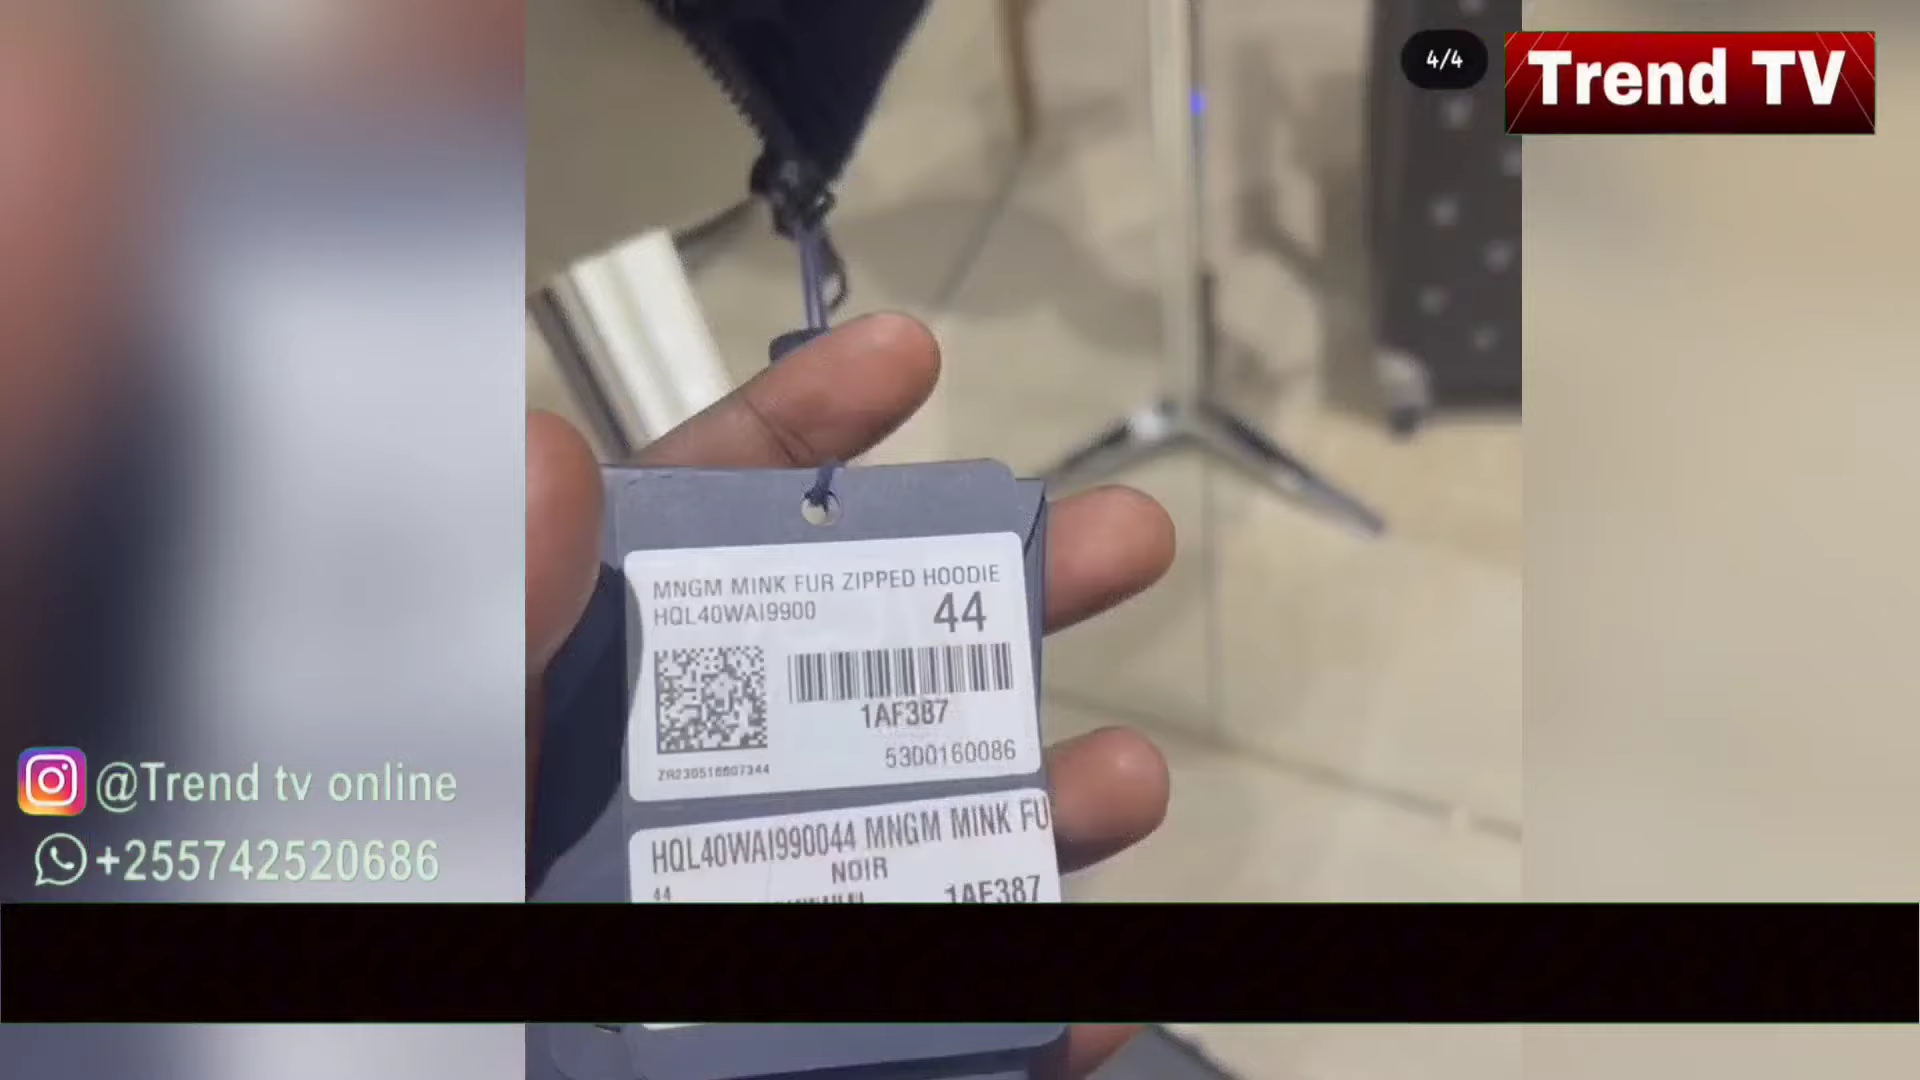 4/4
Trend TV
MNGM MINK FUR ZIPPED HOODIE
HQL40WAI9900
44
1AF387
5300160086
ZR230516607344
HQL40WAI990044 MNGM MINK FU
NOIR
44
1AF387
@Trend tv online
+255742520686